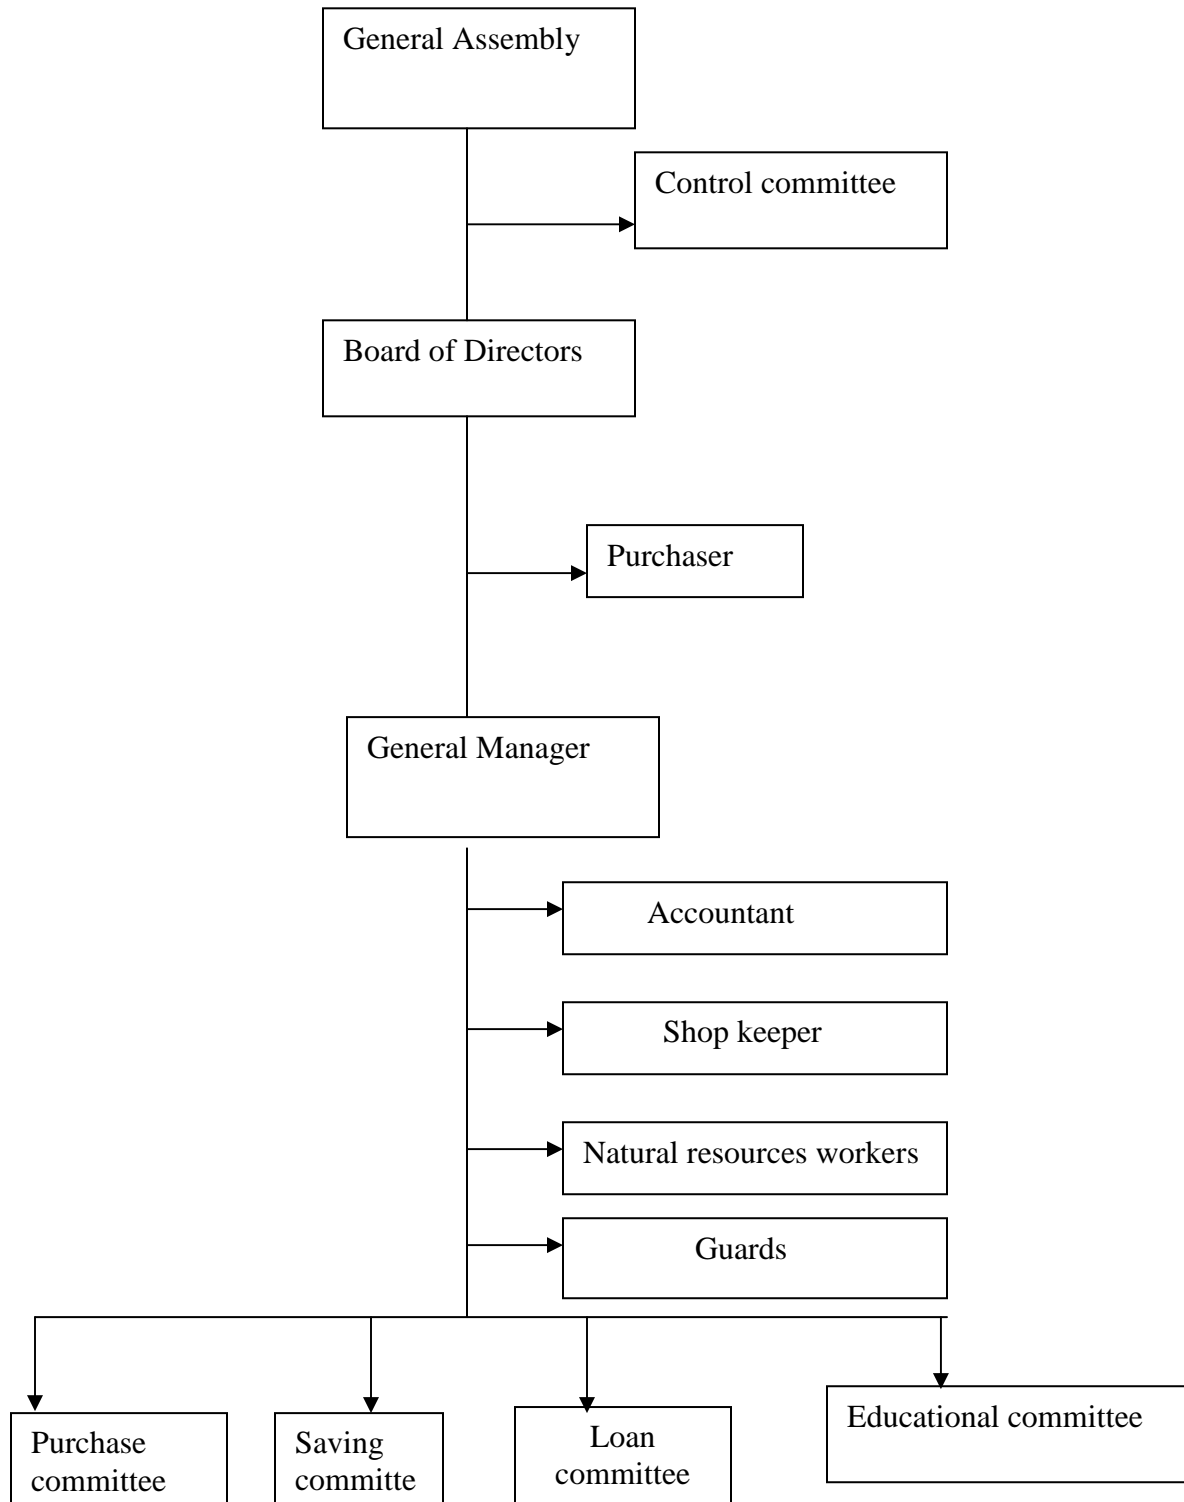 General Assembly
Control committee
Board of Directors
Purchaser
General Manager
Accountant
Shop keeper
Natural resources workers
Guards
Purchase
committee
Saving
committe
Loan
committee
Educational committee